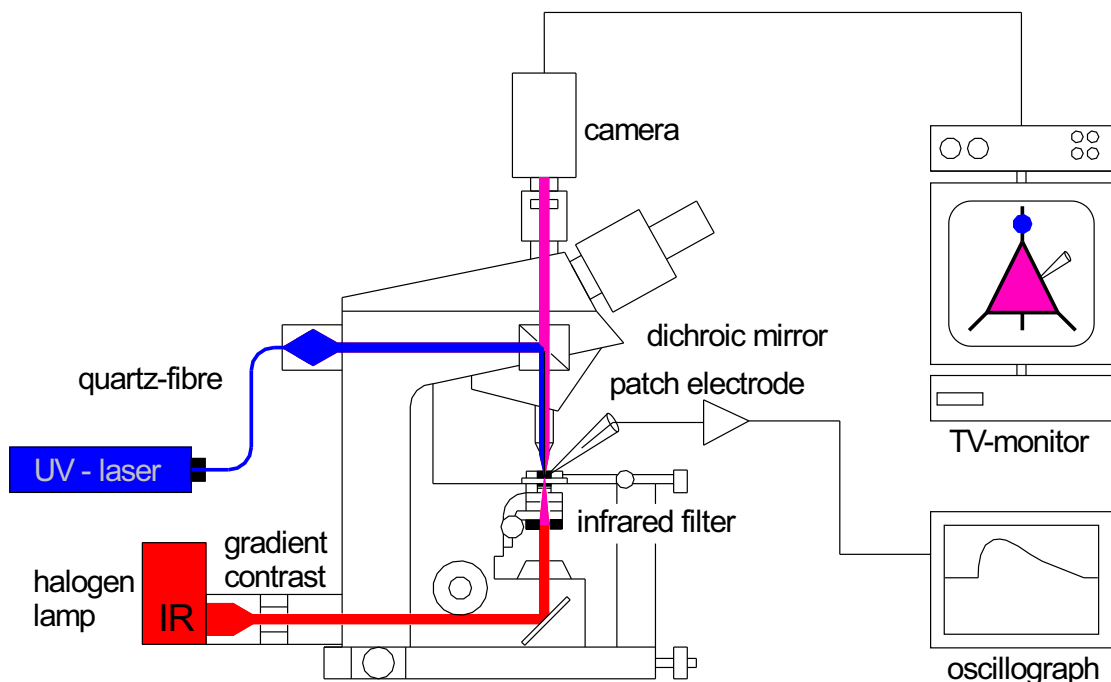 camera
dichroic mirror
quartz-fibre
patch electrode
TV-monitor
UV - laser
infrared filter
gradient
contrast
halogen
lamp
IR
oscillograph